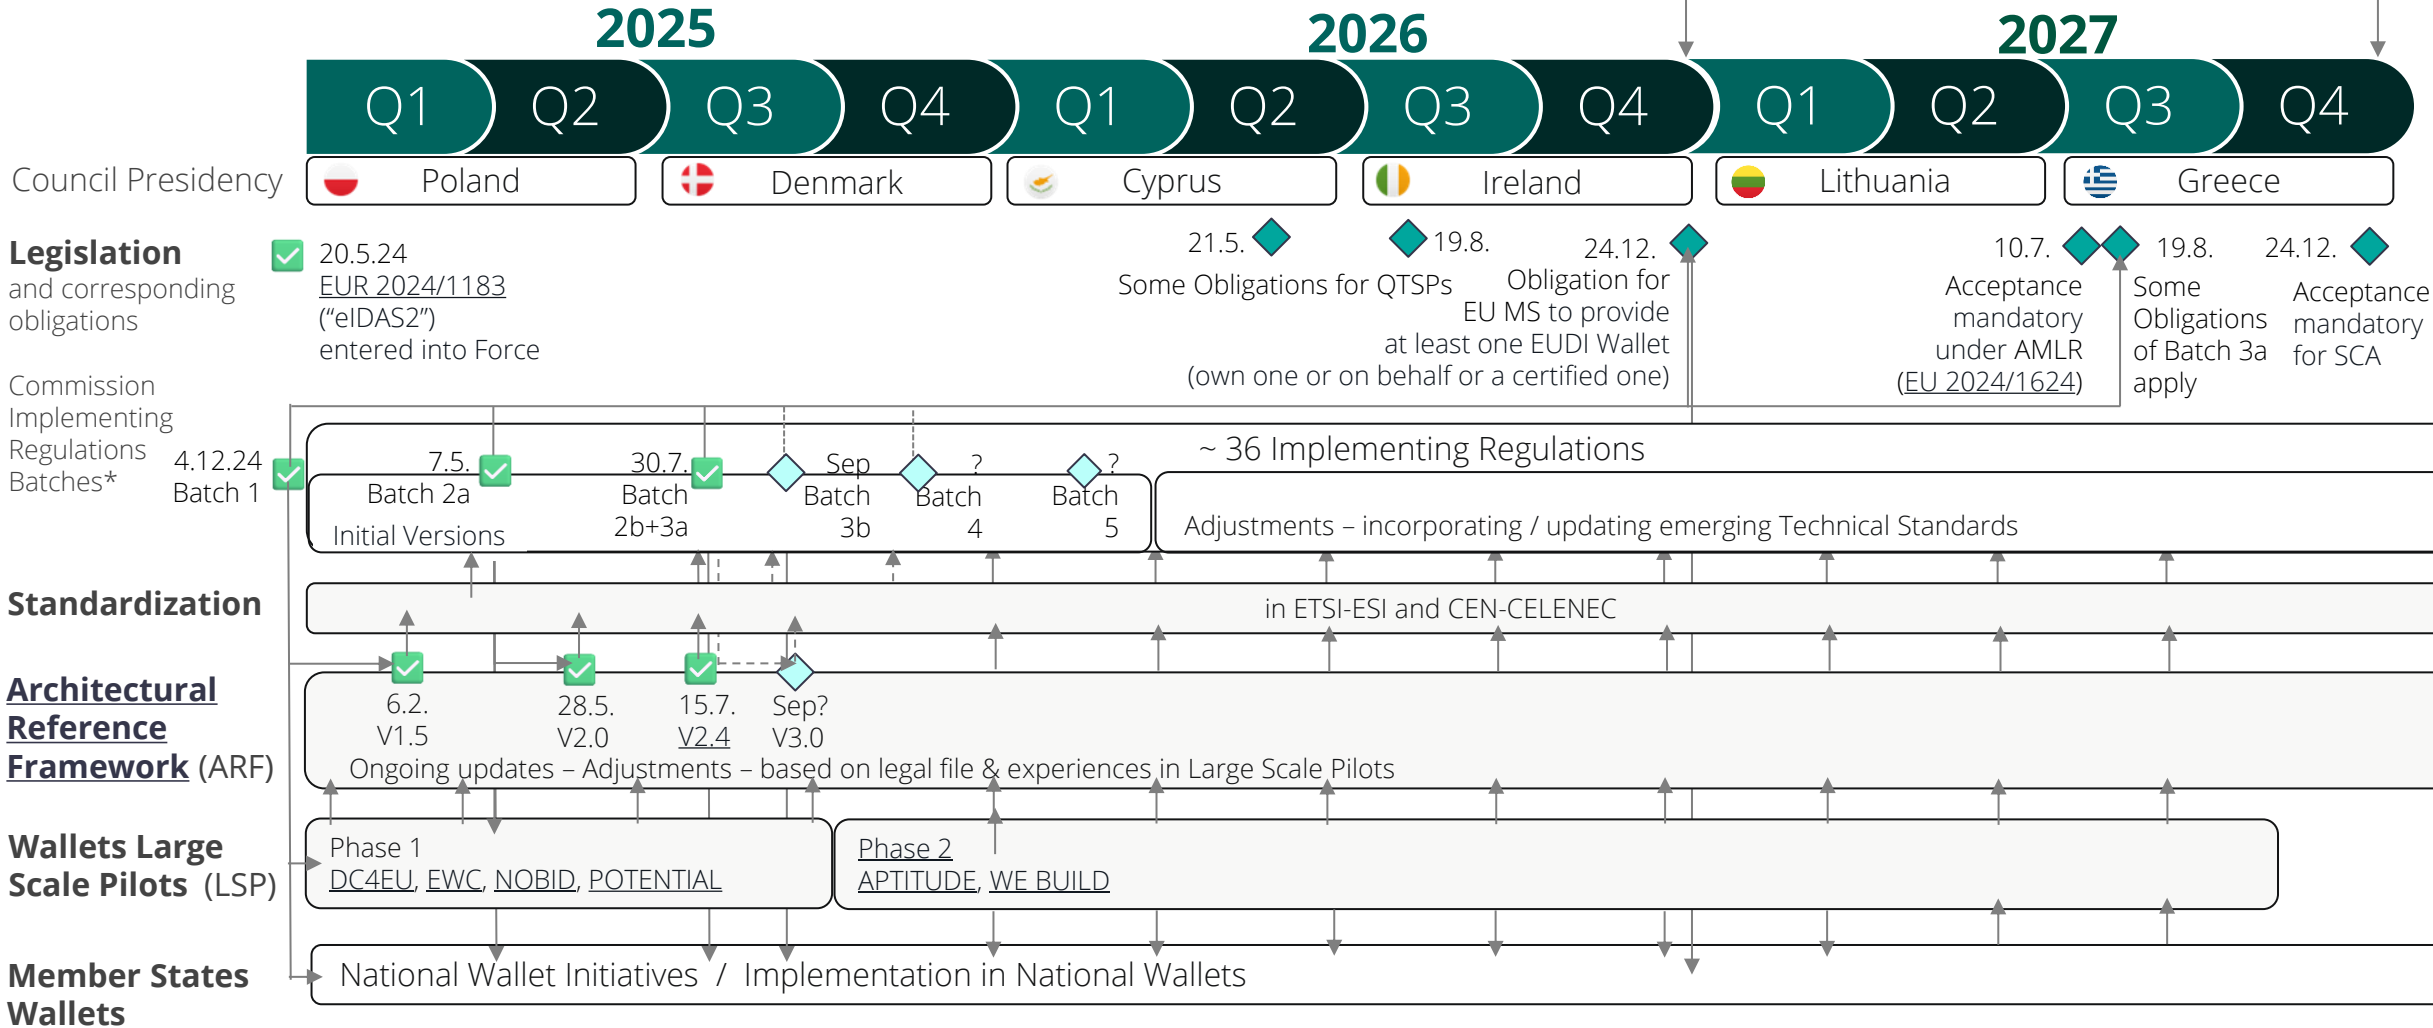 2025
2026
2027
Q1
Q2
Q3
Q4
Q1
Q2
Q3
Q4
Q1
Q2
Q3
Q4
Council Presidency
Poland
Denmark
Cyprus
Ireland
Lithuania
Greece
Legislation
and corresponding
obligations
20.5.24
EUR 2024/1183
(“eIDAS2”)
entered into Force
21.5.
19.8.
Some Obligations for QTSPs
24.12.
Obligation for
EU MS to provide
at least one EUDI Wallet
(own one or on behalf or a certified one)
10.7.
Acceptance
mandatory
under AMLR
(EU 2024/1624)
19.8.
Some
Obligations
of Batch 3a
apply
24.12.
Acceptance
mandatory
for SCA
Commission
Implementing
Regulations
Batches*
4.12.24
Batch 1
~ 36 Implementing Regulations
7.5.
Batch 2a
30.7.
Batch
2b+3a
Sep
Batch
3b
?
Batch
4
?
Batch
5
Initial Versions
Adjustments – incorporating / updating emerging Technical Standards
Standardization
in ETSI-ESI and CEN-CELENEC
Architectural
Reference
Framework (ARF)
6.2.
V1.5
28.5.
V2.0
15.7.
V2.4
Sep?
V3.0
Ongoing updates – Adjustments – based on legal file & experiences in Large Scale Pilots
Wallets Large
Scale Pilots (LSP)
Phase 1
DC4EU, EWC, NOBID, POTENTIAL
Phase 2
APTITUDE, WE BUILD
Member States
Wallets
National Wallet Initiatives / Implementation in National Wallets